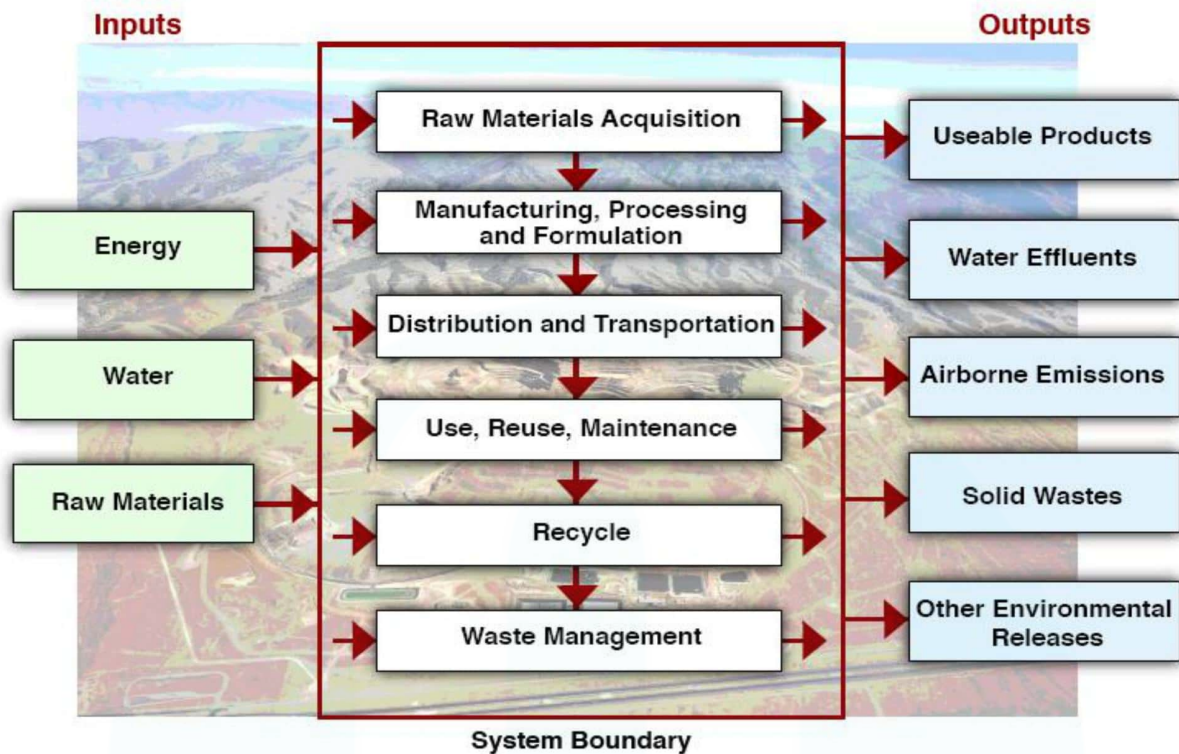 Inputs
Outputs
Energy
Water
Raw Materials
Raw Materials Acquisition
Manufacturing, Processing
and Formulation
Distribution and Transportation
Use, Reuse, Maintenance
Recycle
Waste Management
Useable Products
Water Effluents
Airborne Emissions
Solid Wastes
Other Environmental
Releases
System Boundary